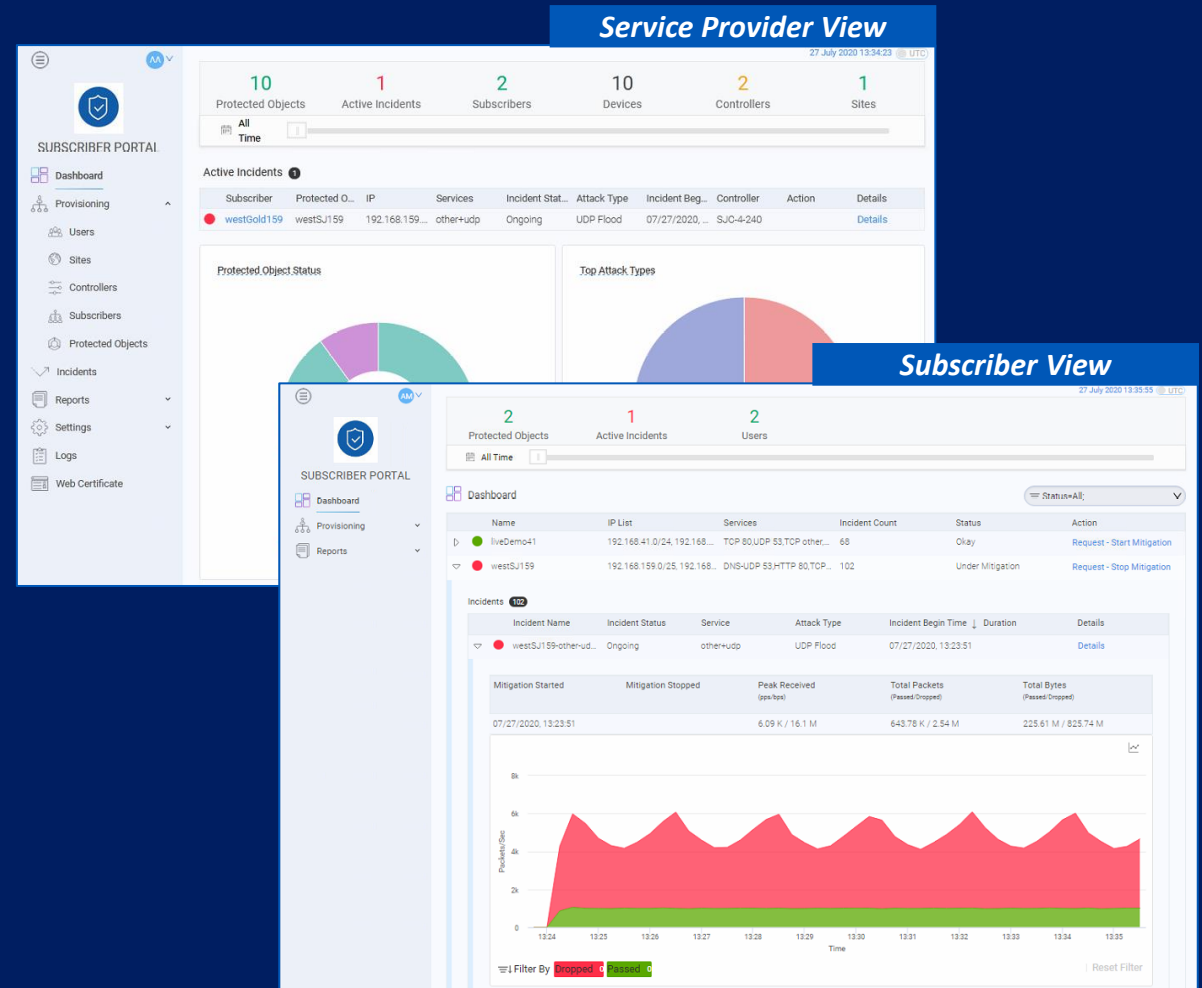 Service Provider View
27 July 2020 13:34:23 UTC
AA
10 1 2 10 2 1
Protected Objects Active Incidents Subscribers Devices Controllers Sites
All
Time
SUBSCRIBER PORTAL
Dashboard
Provisioning
Users
Sites
Controllers
Subscribers
Protected Objects
Incidents
Reports
Settings
Logs
Web Certificate
Active Incidents 1
Subscriber Protected O... IP Services Incident Stat... Attack Type Incident Beg... Controller Action Details
westGold159 westSJ159 192.168.159... other+udp Ongoing UDP Flood 07/27/2020, ... SJC-4-240 Details
Protected Object Status
Top Attack Types
Subscriber View
27 July 2020 13:35:55 UTC
AM
2 1 2
Protected Objects Active Incidents Users
All Time
SUBSCRIBER PORTAL
Dashboard
Provisioning
Reports
Dashboard
Status=All;
Name IP List Services Incident Count Status Action
liveDemo41 192.168.41.0/24, 192.168... TCP 80,UDP 53,TCP other,... 68 Okay Request - Start Mitigation
westSJ159 192.168.159.0/25, 192.168... DNS-UDP 53,HTTP 80,TCP... 102 Under Mitigation Request - Stop Mitigation
Incidents 102
Incident Name Incident Status Service Attack Type Incident Begin Time ↓ Duration Details
westSJ159-other-ud... Ongoing other+udp UDP Flood 07/27/2020, 13:23:51 Details
Mitigation Started Mitigation Stopped Peak Received Total Packets Total Bytes
(pps/bps) (Passed/Dropped) (Passed/Dropped)
07/27/2020, 13:23:51 6.09 K / 16.1 M 643.78 K / 2.54 M 225.61 M / 825.74 M
8k
6k
4k
2k
0
Packets/Sec
13:24 13:25 13:26 13:27 13:28 13:29 13:30 13:31 13:32 13:33 13:34 13:35
Time
Filter By Dropped Passed
Reset Filter